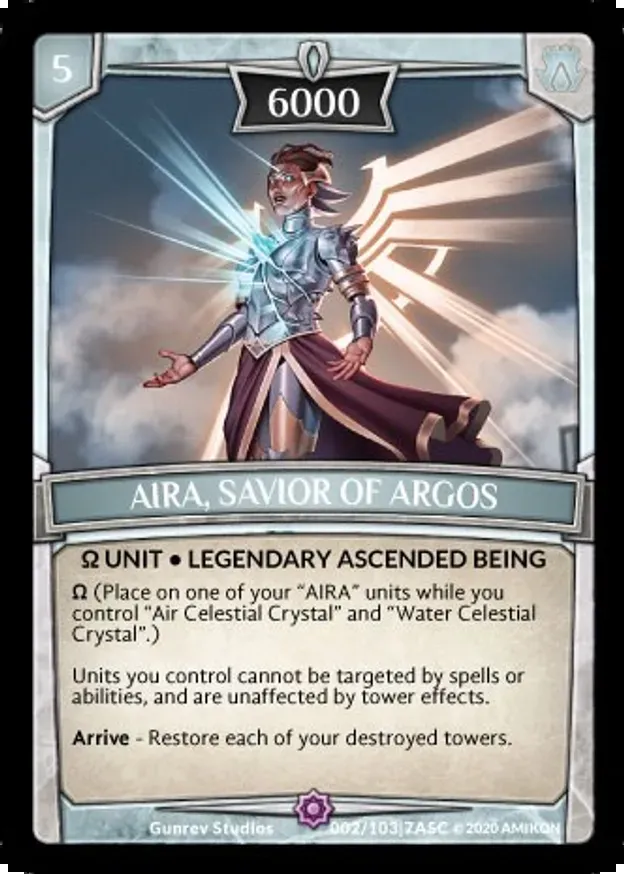 5
6000
AIRA, SAVIOR OF ARGOS
Ω UNIT • LEGENDARY ASCENDED BEING
Ω (Place on one of your “AIRA” units while you
control “Air Celestial Crystal” and “Water Celestial
Crystal”.)
Units you control cannot be targeted by spells or
abilities, and are unaffected by tower effects.
Arrive - Restore each of your destroyed towers.
Gunrev Studios 002/103|7ASC © 2020 AMIKON